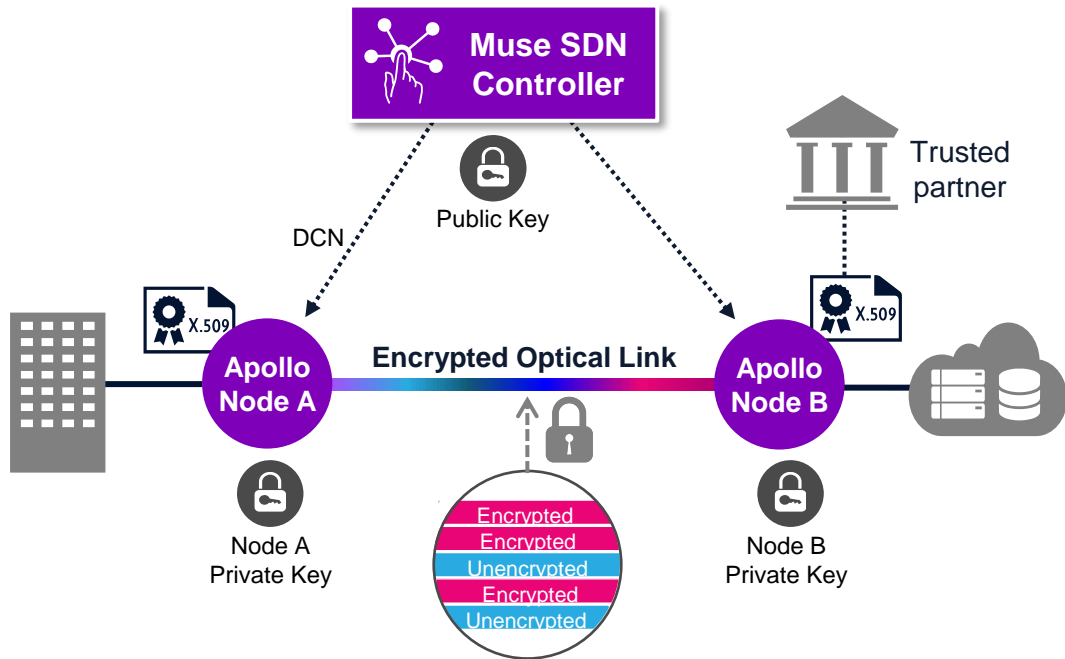 Muse SDN
Controller
Trusted
partner
Public Key
DCN
X.509
X.509
Apollo
Node A
Encrypted Optical Link
Apollo
Node B
Node A
Private Key
Encrypted
Encrypted
Unencrypted
Encrypted
Unencrypted
Node B
Private Key